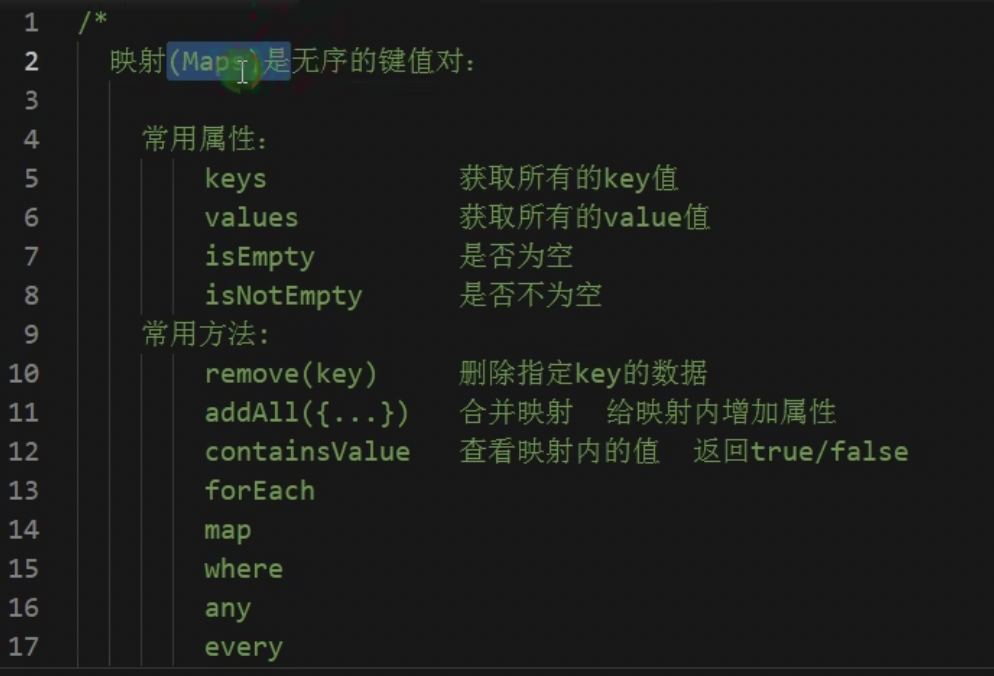 1 /*
2 映射(Maps)是无序的键值对:
3
4 常用属性:
5 keys 获取所有的key值
6 values 获取所有的value值
7 isEmpty 是否为空
8 isNotEmpty 是否不为空
9 常用方法:
10 remove(key) 删除指定key的数据
11 addAll({...}) 合并映射 给映射内增加属性
12 containsValue 查看映射内的值 返回true/false
13 forEach
14 map
15 where
16 any
17 every